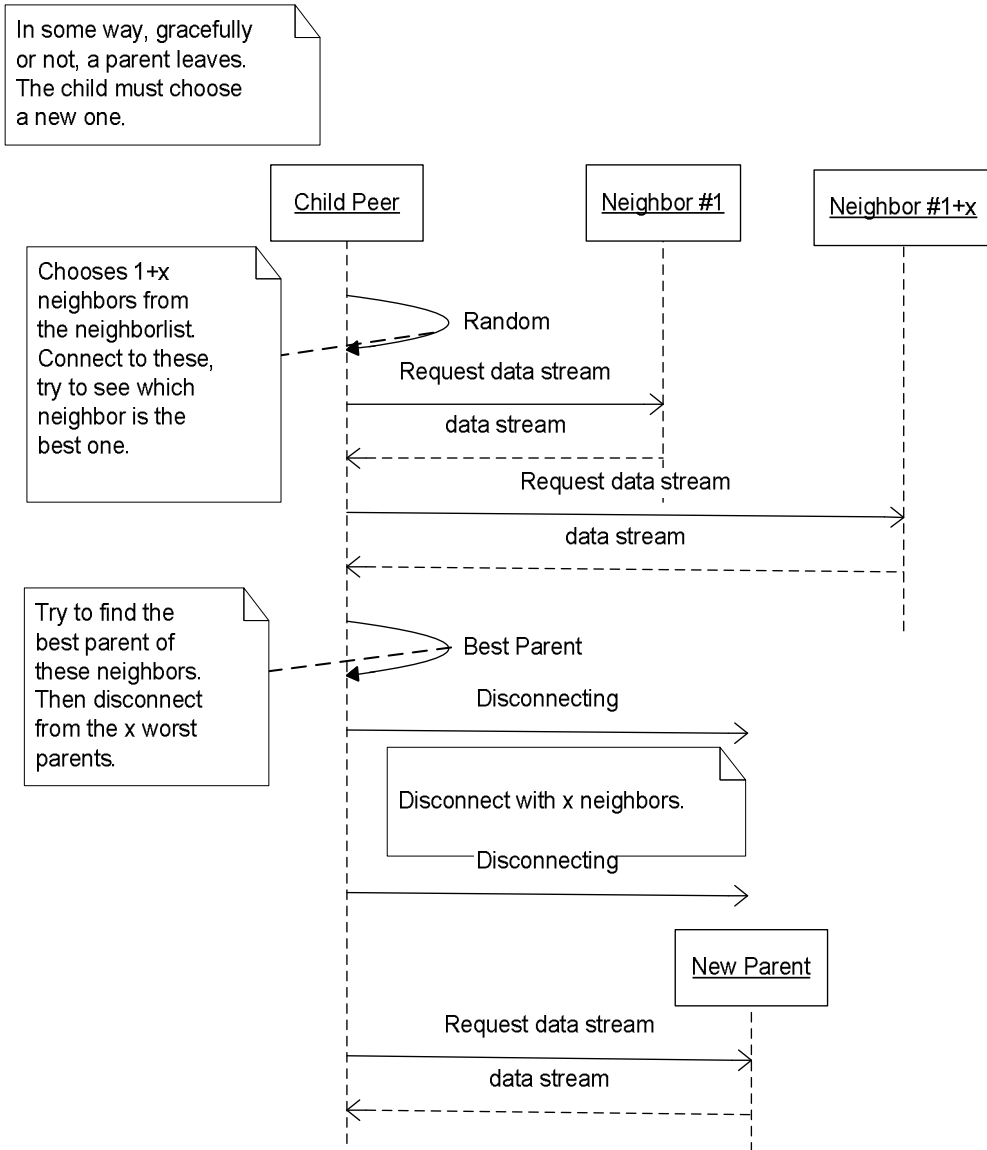 In some way, gracefully
or not, a parent leaves.
The child must choose
a new one.
Child Peer
Neighbor #1
Neighbor #1+x
Chooses 1+x
neighbors from
the neighborlist.
Connect to these,
try to see which
neighbor is the
best one.
Random
Request data stream
data stream
Request data stream
data stream
Try to find the
best parent of
these neighbors.
Then disconnect
from the x worst
parents.
Best Parent
Disconnecting
Disconnect with x neighbors.
Disconnecting
New Parent
Request data stream
data stream